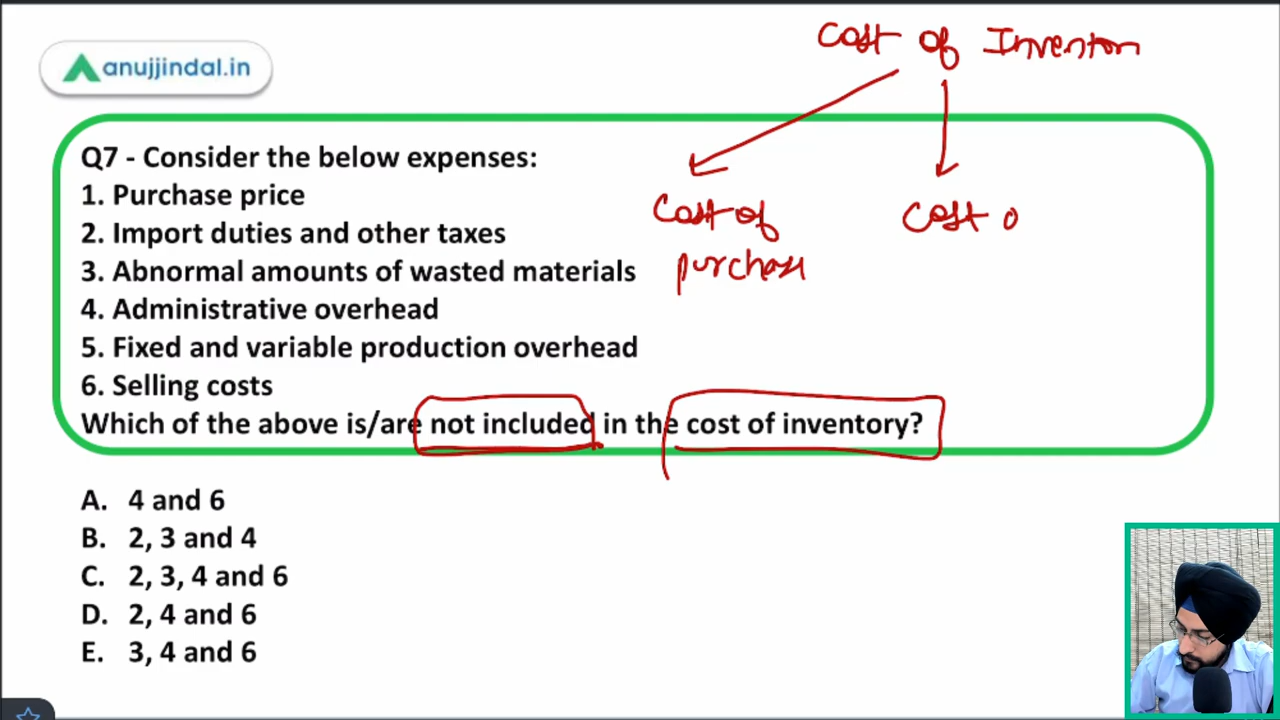 Cost of Inventor
anujjindal.in
Q7 - Consider the below expenses:
1. Purchase price
2. Import duties and other taxes
3. Abnormal amounts of wasted materials
4. Administrative overhead
5. Fixed and variable production overhead
6. Selling costs
Which of the above is/are not included in the cost of inventory?
Cost of
purchase
Cost o
A. 4 and 6
B. 2, 3 and 4
C. 2, 3, 4 and 6
D. 2, 4 and 6
E. 3, 4 and 6